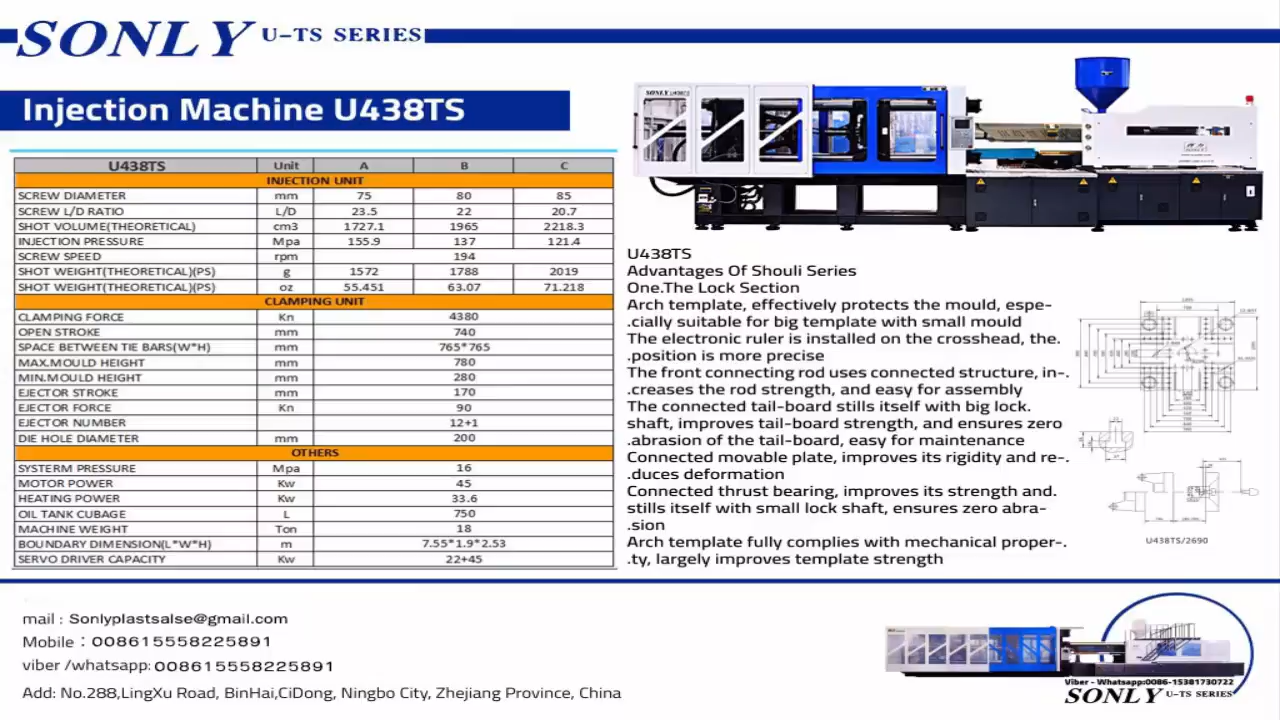 SONLY U-TS SERIES
Injection Machine U438TS
U438TS Unit A B C
INJECTION UNIT
SCREW DIAMETER mm 75 80 85
SCREW L/D RATIO L/D 23.5 22 20.7
SHOT VOLUME(THEORETICAL) cm3 1727.1 1965 2218.3
INJECTION PRESSURE Mpa 155.9 137 121.4
SCREW SPEED rpm 194
SHOT WEIGHT(THEORETICAL)(PS) g 1572 1788 2019
SHOT WEIGHT(THEORETICAL)(PS) oz 55.451 63.07 71.218
CLAMPING UNIT
CLAMPING FORCE Kn 4380
OPEN STROKE mm 740
SPACE BETWEEN TIE BARS(W*H) mm 765*765
MAX.MOULD HEIGHT mm 780
MIN.MOULD HEIGHT mm 280
EJECTOR STROKE mm 170
EJECTOR FORCE Kn 90
EJECTOR NUMBER 12+1
DIE HOLE DIAMETER mm 200
OTHERS
SYSTERM PRESSURE Mpa 16
MOTOR POWER Kw 45
HEATING POWER Kw 33.6
OIL TANK CUBAGE L 750
MACHINE WEIGHT Ton 18
BOUNDARY DIMENSION(L*W*H) m 7.55*1.9*2.53
SERVO DRIVER CAPACITY Kw 22+45
SONLY U438TS
U438TS
Advantages Of Shouli Series
One.The Lock Section
Arch template, effectively protects the mould, espe-
.cially suitable for big template with small mould
The electronic ruler is installed on the crosshead, the.
.position is more precise
The front connecting rod uses connected structure, in-.
.creases the rod strength, and easy for assembly
The connected tail-board stills itself with big lock.
shaft, improves tail-board strength, and ensures zero
.abrasion of the tail-board, easy for maintenance
Connected movable plate, improves its rigidity and re-.
.duces deformation
Connected thrust bearing, improves its strength and.
stills itself with small lock shaft, ensures zero abra-
.sion
Arch template fully complies with mechanical proper-.
.ty, largely improves template strength
U438TS/2690
mail : Sonlyplastsalse@gmail.com
Mobile : 008615558225891
viber /whatsapp: 008615558225891
Add: No.288,LingXu Road, BinHai,CiDong, Ningbo City, Zhejiang Province, China
Viber - Whatsapp:0086-15381730722
SONLY U-TS SERIES